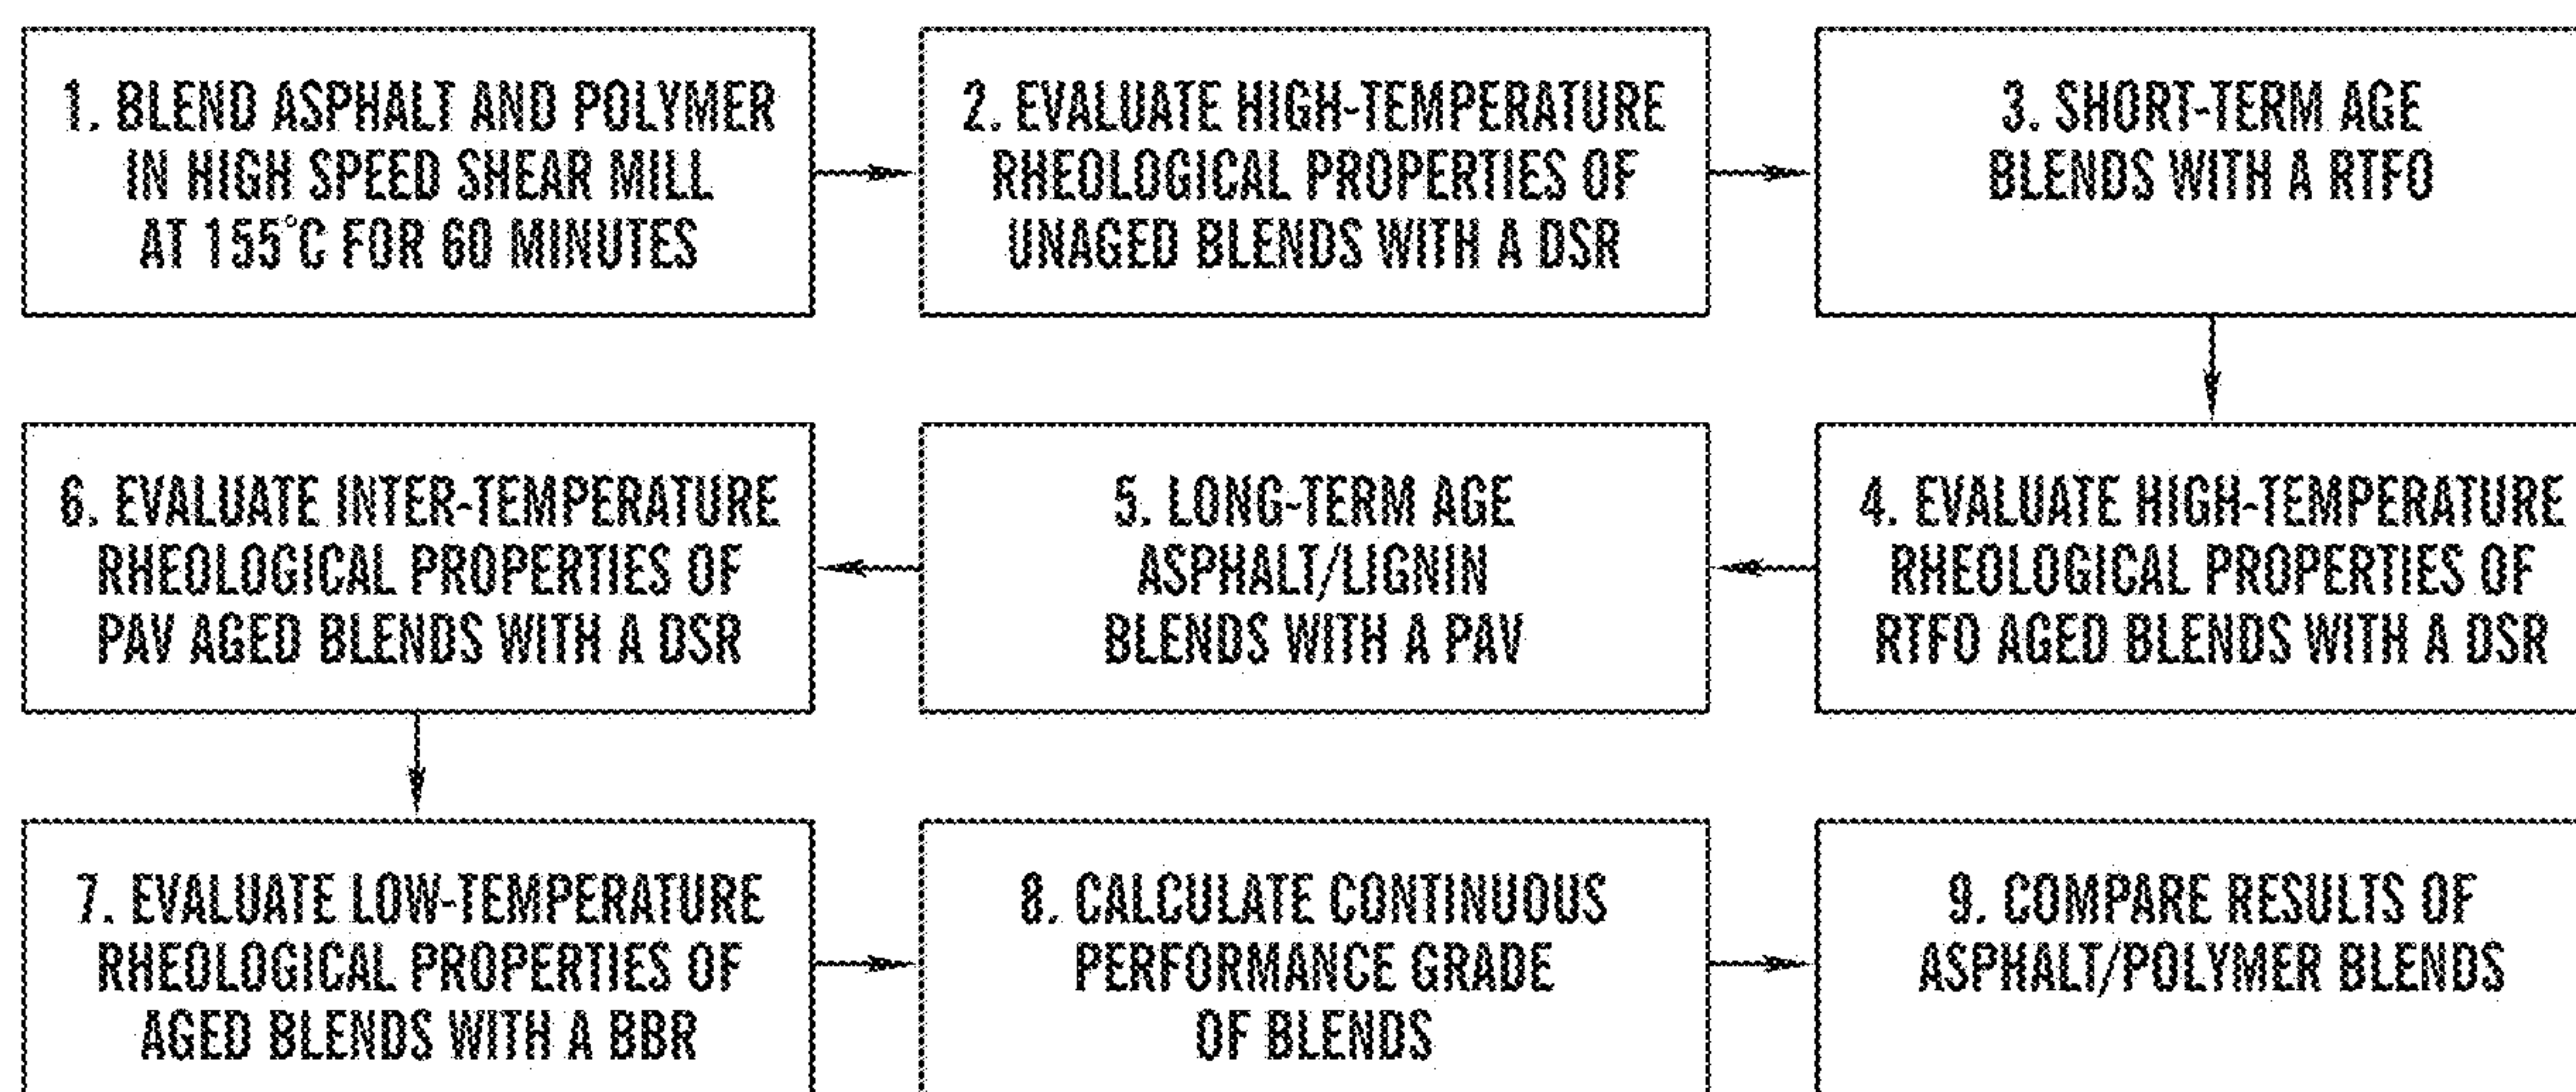 1. BLEND ASPHALT AND POLYMER
IN HIGH SPEED SHEAR MILL
AT 155°C FOR 60 MINUTES
2. EVALUATE HIGH-TEMPERATURE
RHEOLOGICAL PROPERTIES OF
UNAGED BLENDS WITH A DSR
3. SHORT-TERM AGE
BLENDS WITH A RTFO
4. EVALUATE HIGH-TEMPERATURE
RHEOLOGICAL PROPERTIES OF
RTFO AGED BLENDS WITH A DSR
5. LONG-TERM AGE
ASPHALT/LIGNIN
BLENDS WITH A PAV
6. EVALUATE INTER-TEMPERATURE
RHEOLOGICAL PROPERTIES OF
PAV AGED BLENDS WITH A DSR
7. EVALUATE LOW-TEMPERATURE
RHEOLOGICAL PROPERTIES OF
AGED BLENDS WITH A BBR
8. CALCULATE CONTINUOUS
PERFORMANCE GRADE
OF BLENDS
9. COMPARE RESULTS OF
ASPHALT/POLYMER BLENDS